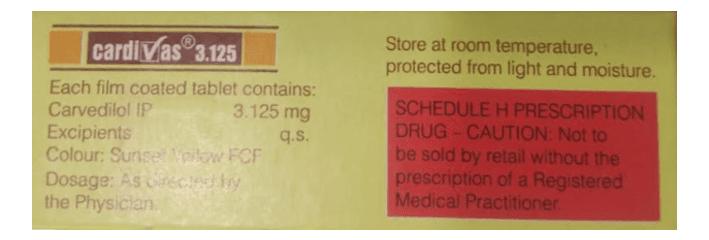 cardiVas® 3.125
Each film coated tablet contains:
Carvedilol IP 3.125 mg
Excipients q.s.
Colour: Sunset Yellow FCF
Dosage: As directed by
the Physician.
Store at room temperature,
protected from light and moisture.
SCHEDULE H PRESCRIPTION
DRUG - CAUTION: Not to
be sold by retail without the
prescription of a Registered
Medical Practitioner.